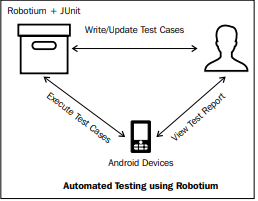 Robotium + JUnit
Write/Update Test Cases
Execute Test Cases
View Test Report
Android Devices
Automated Testing using Robotium